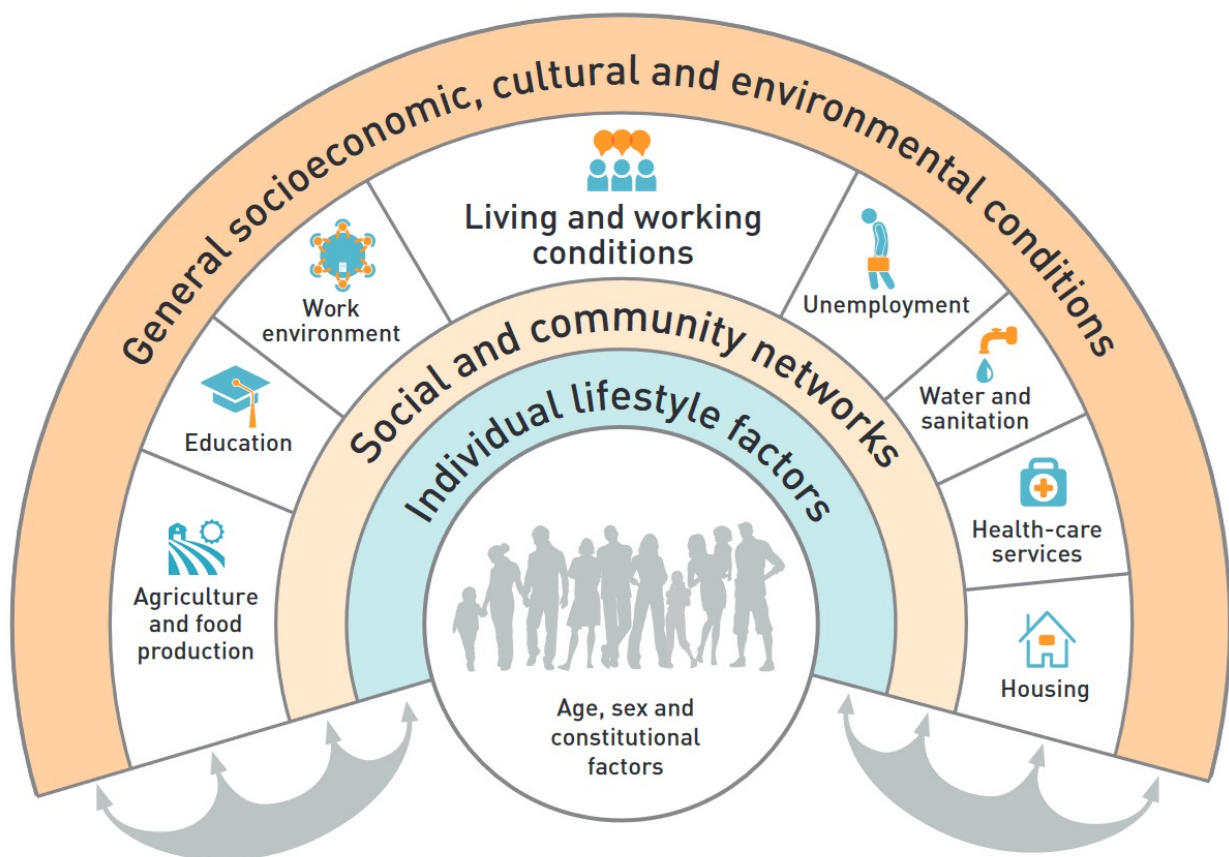 General socioeconomic, cultural and environmental conditions
Living and working
conditions
Work
environment
Unemployment
Education
Water and
sanitation
Agriculture
and food
production
Health-care
services
Housing
Social and community networks
Individual lifestyle factors
Age, sex and
constitutional
factors